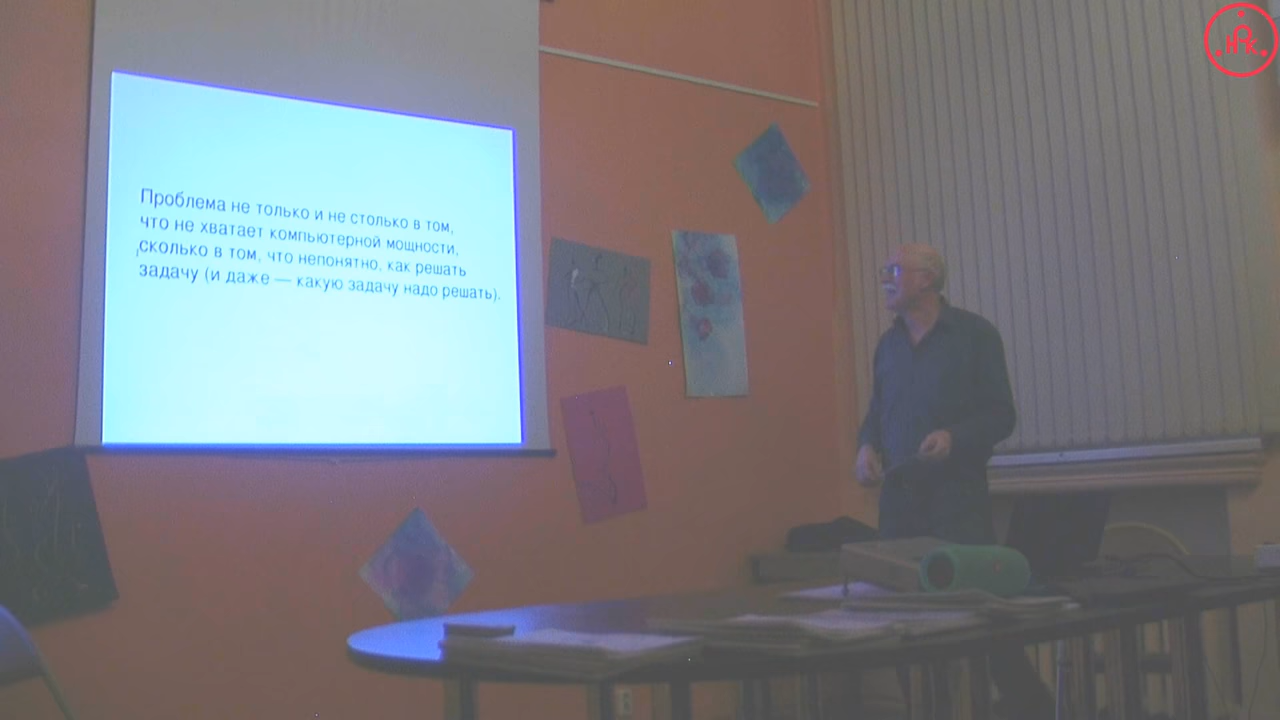 Проблема не только и не столько в том,
что не хватает компьютерной мощности,
сколько в том, что непонятно, как решать
задачу (и даже — какую задачу надо решать).